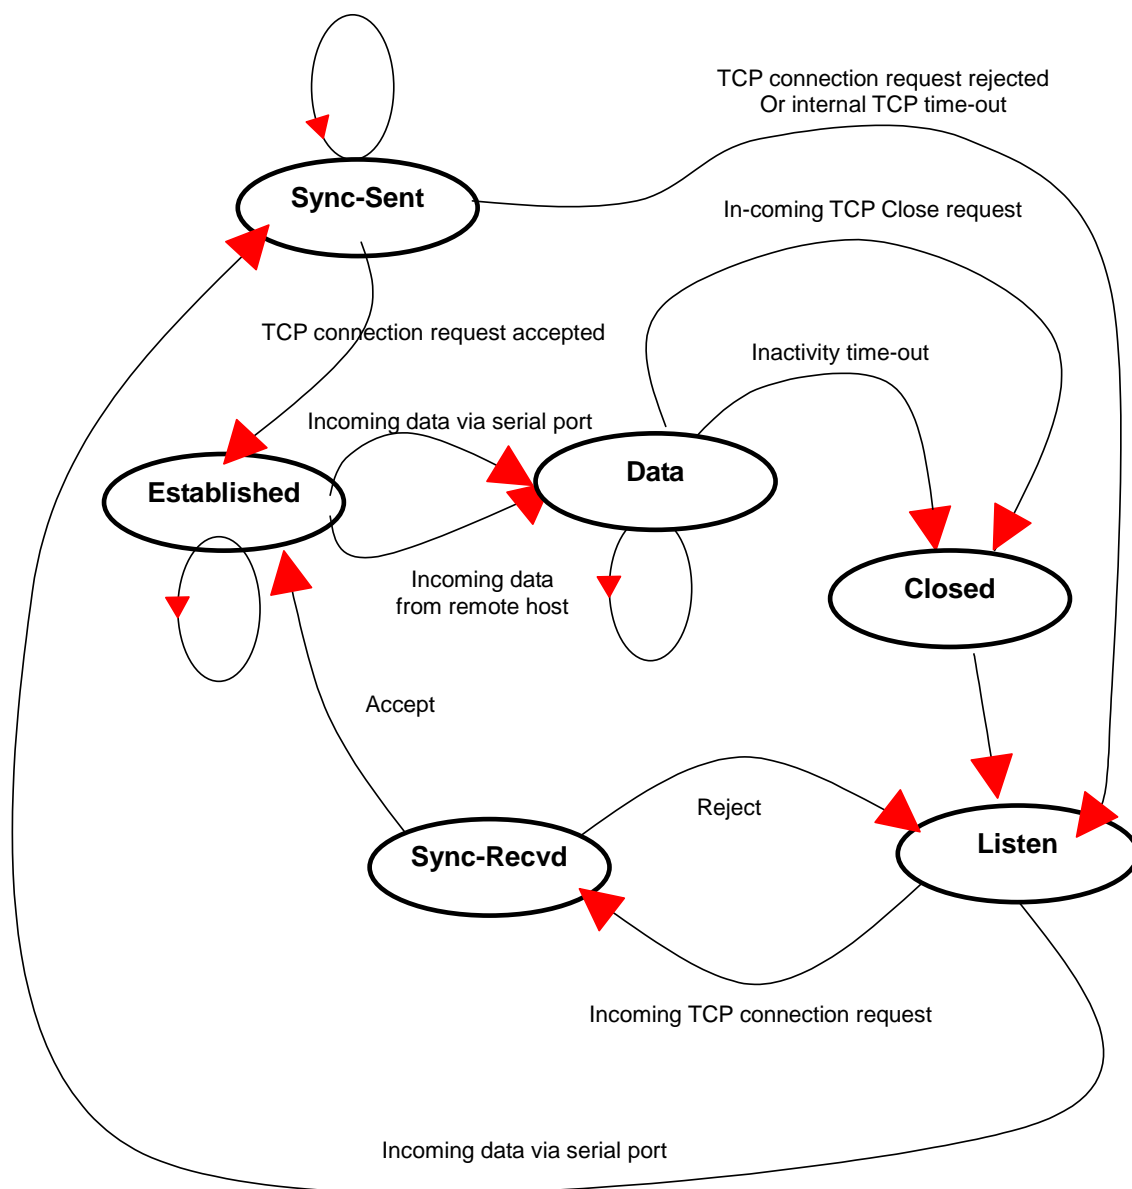 TCP connection request rejected
Or internal TCP time-out
Sync-Sent
In-coming TCP Close request
TCP connection request accepted
Inactivity time-out
Incoming data via serial port
Data
Established
Incoming data
from remote host
Closed
Accept
Reject
Sync-Recvd
Listen
Incoming TCP connection request
Incoming data via serial port